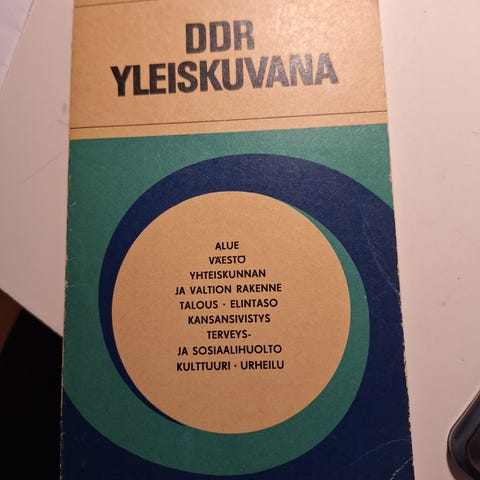 DDR
YLEISKUVANA
ALUE
VÄESTÖ
YHTEISKUNNAN
JA VALTION RAKENNE
TALOUS · ELINTASO
KANSANSIVISTYS
TERVEYS-
JA SOSIAALIHUOLTO
KULTTUURI · URHEILU